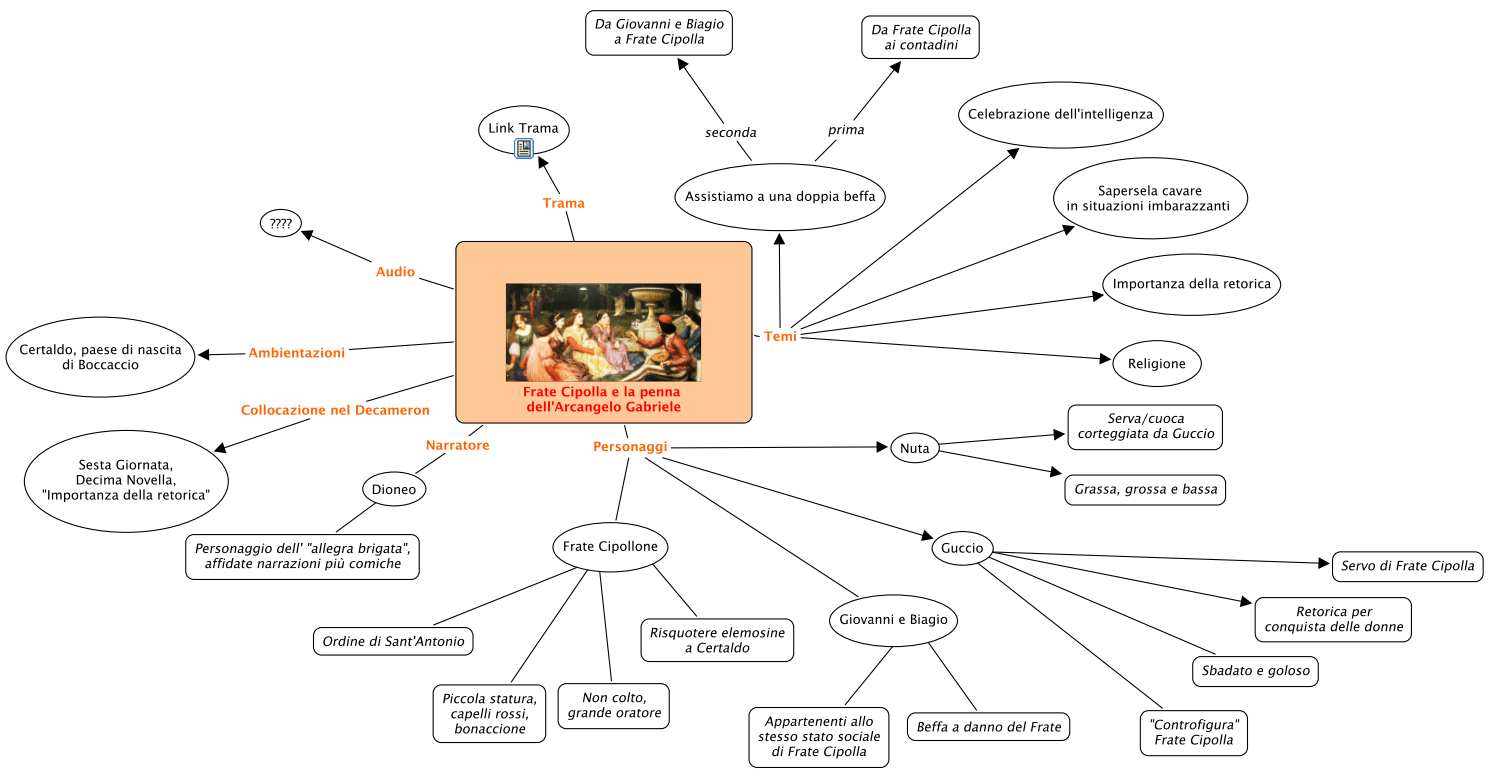 Da Giovanni e Biagio
a Frate Cipolla
Da Frate Cipolla
ai contadini
seconda
prima
Link Trama
Celebrazione dell'intelligenza
Assistiamo a una doppia beffa
Sapersela cavare
in situazioni imbarazzanti
Trama
????
Audio
Importanza della retorica
Temi
Certaldo, paese di nascita
di Boccaccio
Ambientazioni
Religione
Frate Cipolla e la penna
dell'Arcangelo Gabriele
Collocazione nel Decameron
Sesta Giornata,
Decima Novella,
"Importanza della retorica"
Narratore
Dioneo
Personaggio dell' "allegra brigata",
affidate narrazioni più comiche
Personaggi
Nuta
Serva/cuoca
corteggiata da Guccio
Grassa, grossa e bassa
Frate Cipollone
Ordine di Sant'Antonio
Piccola statura,
capelli rossi,
bonaccione
Non colto,
grande oratore
Risquotere elemosine
a Certaldo
Giovanni e Biagio
Appartenenti allo
stesso stato sociale
di Frate Cipolla
Beffa a danno del Frate
Guccio
Servo di Frate Cipolla
Retorica per
conquista delle donne
Sbadato e goloso
"Controfigura"
Frate Cipolla